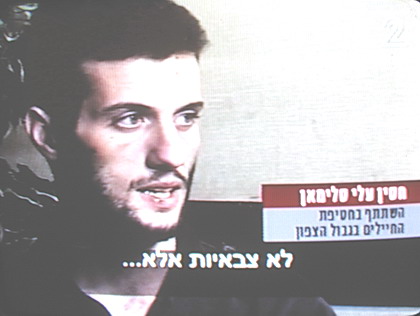 חסין עלי סלימאן
השתתף בחטיפת
החיילים בגבול הצפון
לא צבאיות אלא...